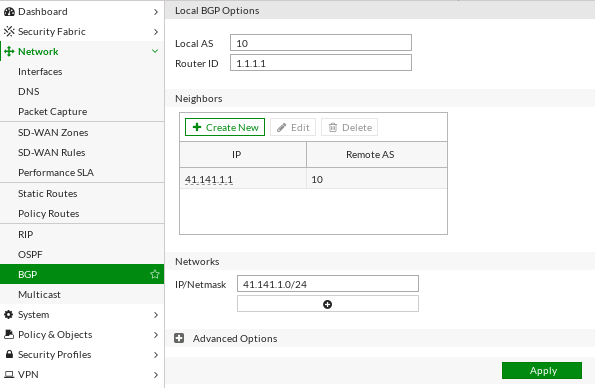 Dashboard
Security Fabric
Network
Interfaces
DNS
Packet Capture
SD-WAN Zones
SD-WAN Rules
Performance SLA
Static Routes
Policy Routes
RIP
OSPF
BGP
Multicast
System
Policy & Objects
Security Profiles
VPN
Local BGP Options
Local AS 10
Router ID 1.1.1.1
Neighbors
Create New Edit Delete
IP Remote AS
41.141.1.1 10
Networks
IP/Netmask 41.141.1.0/24
Advanced Options
Apply